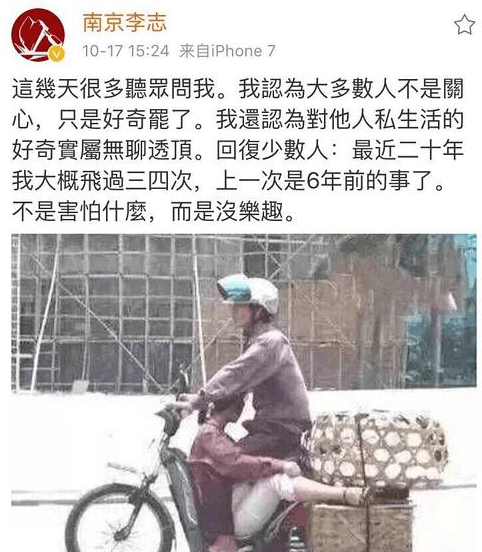 南京李志
10-17 15:24 来自iPhone 7
這幾天很多聽眾問我。我認為大多數人不是關
心，只是好奇罷了。我還認為對他人私生活的
好奇實屬無聊透頂。回復少數人：最近二十年
我大概飛過三四次，上一次是6年前的事了。
不是害怕什麼，而是沒樂趣。